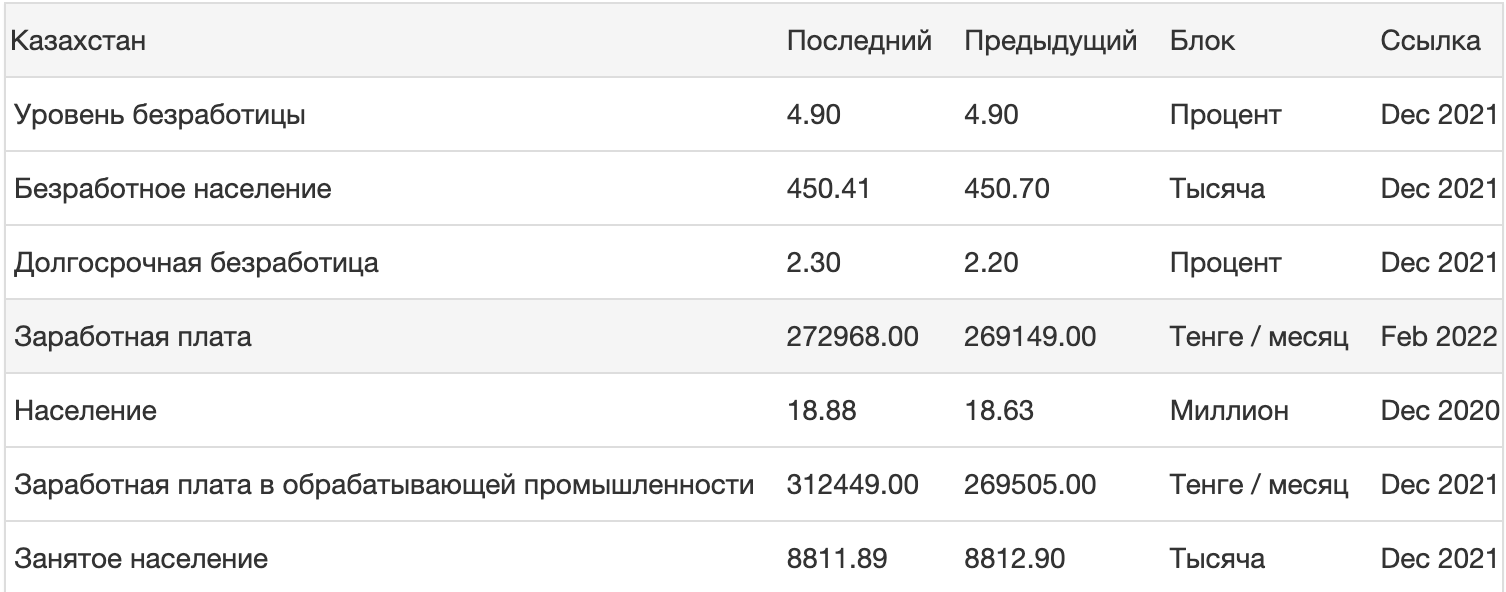 Казахстан Последний Предыдущий Блок Ссылка
Уровень безработицы 4.90 4.90 Процент Dec 2021
Безработное население 450.41 450.70 Тысяча Dec 2021
Долгосрочная безработица 2.30 2.20 Процент Dec 2021
Заработная плата 272968.00 269149.00 Тенге / месяц Feb 2022
Население 18.88 18.63 Миллион Dec 2020
Заработная плата в обрабатывающей промышленности 312449.00 269505.00 Тенге / месяц Dec 2021
Занятое население 8811.89 8812.90 Тысяча Dec 2021